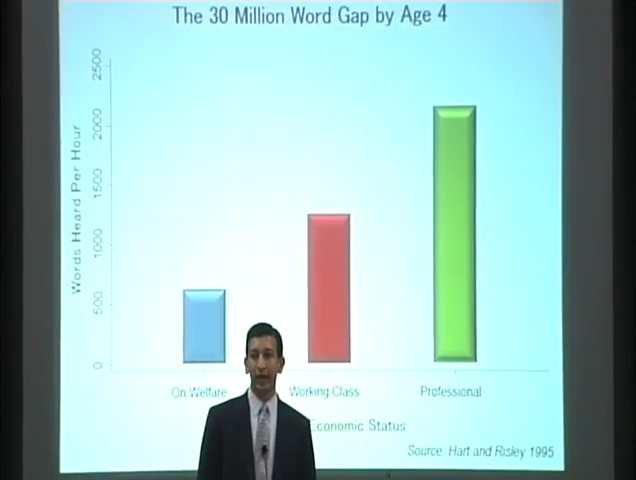 The 30 Million Word Gap by Age 4
2500
2000
1500
1000
500
0
Words Heard Per Hour
On Welfare
Working Class
Professional
Economic Status
Source: Hart and Risley 1995